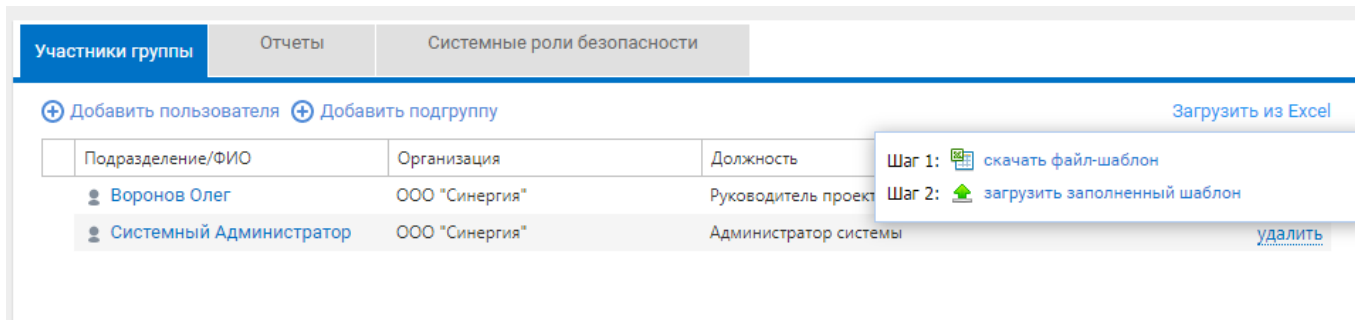 Участники группы Отчеты Системные роли безопасности
Добавить пользователя Добавить подгруппу Загрузить из Excel
Подразделение/ФИО Организация Должность
Шаг 1: скачать файл-шаблон
Воронов Олег ООО "Синергия" Руководитель проект
Шаг 2: загрузить заполненный шаблон
Системный Администратор ООО "Синергия" Администратор системы удалить